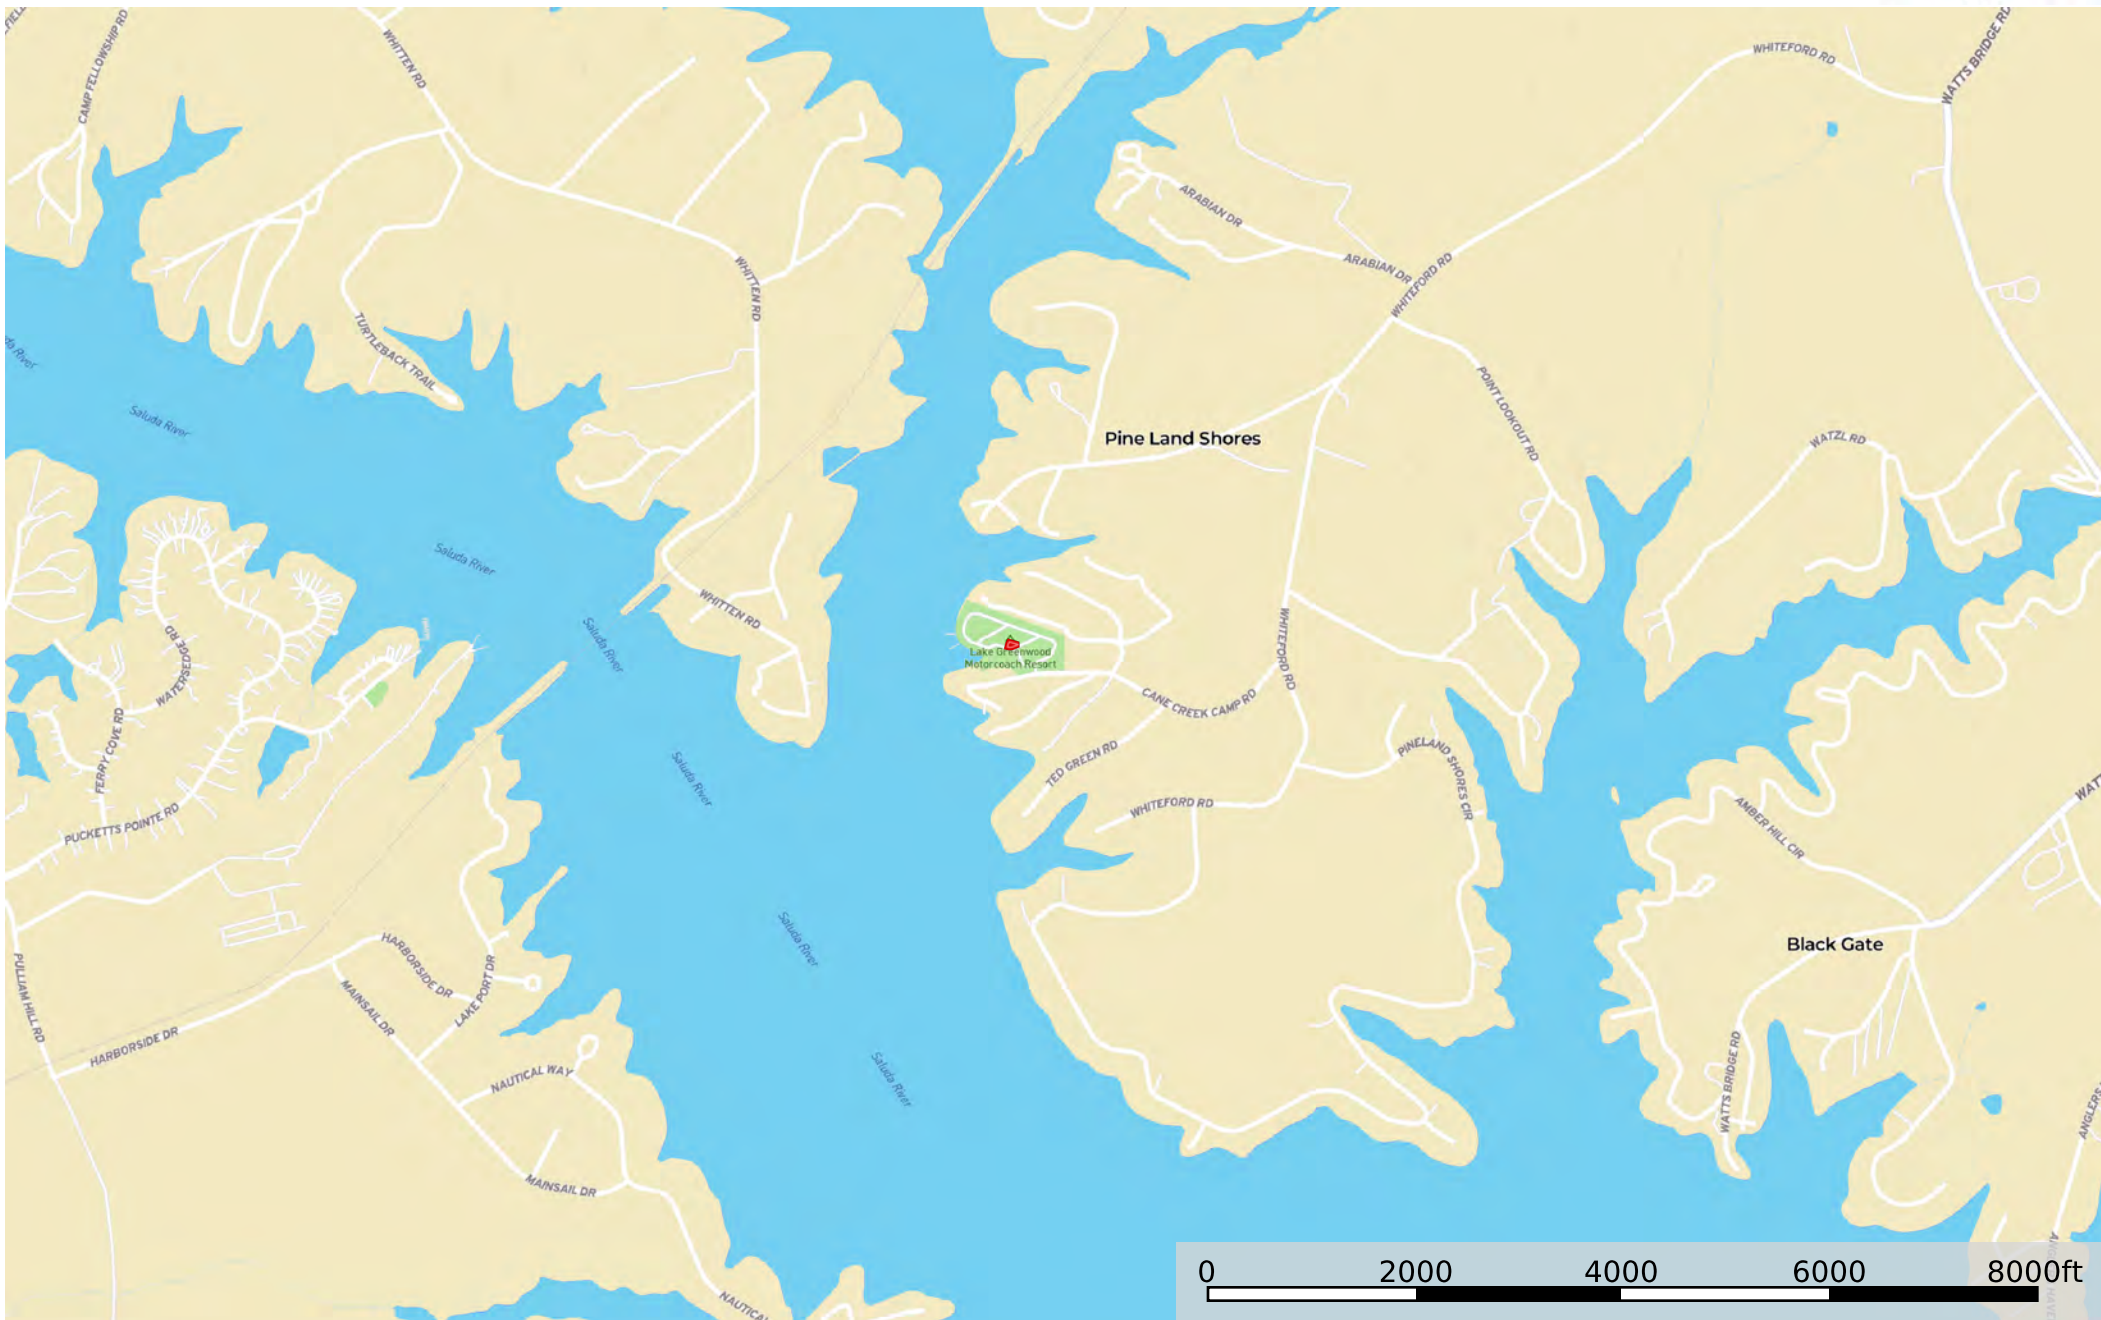 CAMP FELLOWSHIP RD
WHITTEN RD
WHITEFORD RD
WATTS BRIDGE RD
ARABIAN DR
ARABIAN DR
WHITEFORD RD
WHITTEN RD
TURTLEBACK TRAIL
Saluda River
POINT LOOKOUT RD
Pine Land Shores
WATZL RD
Saluda River
WHITTEN RD
Saluda River
WATERSEDGE RD
Lake Greenwood
Motorcoach Resort
WHITEFORD RD
CANE CREEK CAMP RD
FERRY COVE RD
TED GREEN RD
PINELAND SHORES CIR
Saluda River
WHITEFORD RD
PUCKETTS POINTE RD
AMBER HILL CIR
WAT
Saluda River
Black Gate
HARBORSIDE DR
LAKE PORT DR
PULLIAM HILL RD
MAINSAIL DR
HARBORSIDE DR
NAUTICAL WAY
Saluda River
WATTS BRIDGE RD
ANGLERS
MAINSAIL DR
NAUTICAL
0 2000 4000 6000 8000ft